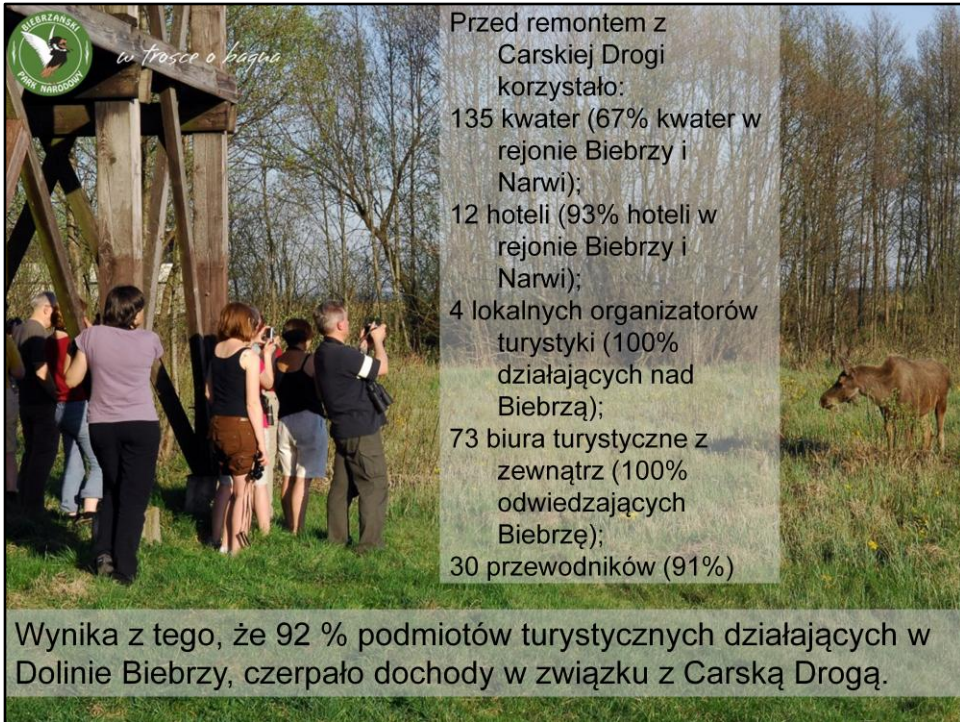 BIEBRZAŃSKI
PARK NARODOWY
w trosce o bagna
Przed remontem z
Carskiej Drogi
korzystało:
135 kwater (67% kwater w
rejonie Biebrzy i
Narwi);
12 hoteli (93% hoteli w
rejonie Biebrzy i
Narwi);
4 lokalnych organizatorów
turystyki (100%
działających nad
Biebrzą);
73 biura turystyczne z
zewnątrz (100%
odwiedzających
Biebrzę);
30 przewodników (91%)
Wynika z tego, że 92 % podmiotów turystycznych działających w
Dolinie Biebrzy, czerpało dochody w związku z Carską Drogą.